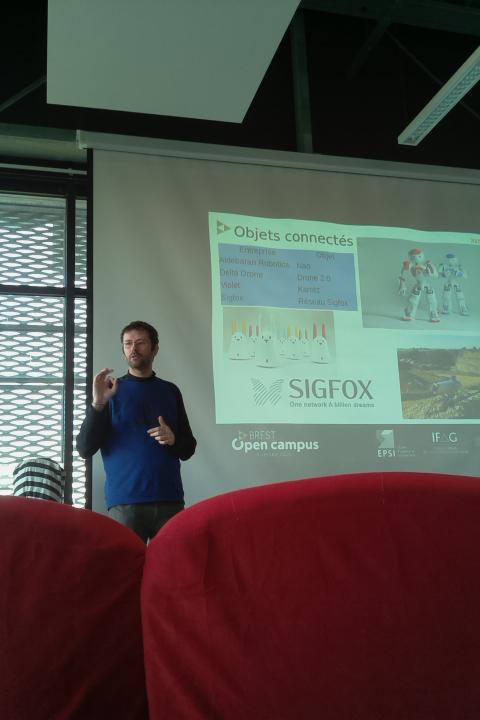 Objets connectés
Entreprise Objet
Aldebaran Robotics Nao
Delta Drone Drone 2.0
Violet Karotz
Sigfox Réseau Sigfox
SIGFOX
One network A billion dreams
BREST
Open campus
EPSI
IFAG